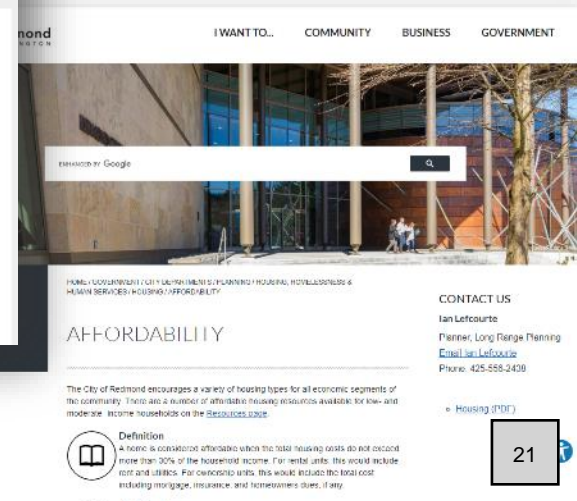 mond
I WANT TO...
COMMUNITY
BUSINESS
GOVERNMENT
ENHANCED BY Google
HOME / GOVERNMENT / CITY DEPARTMENTS / PLANNING / HOUSING, HOMELESSNESS &
HUMAN SERVICES / HOUSING / AFFORDABILITY
AFFORDABILITY
The City of Redmond encourages a variety of housing types for all economic segments of
the community. There are a number of affordable housing resources available for low- and
moderate- income households on the Resources page.
Definition
A home is considered affordable when the total housing costs do not exceed
more than 30% of the household income. For rental units, this would include
rent and utilities. For ownership units, this would include the total cost
including mortgage, insurance, and homeowners dues, if any.
CONTACT US
Ian Lefcourte
Planner, Long Range Planning
Email Ian Lefcourte
Phone: 425-556-2438
» Housing (PDF)
21